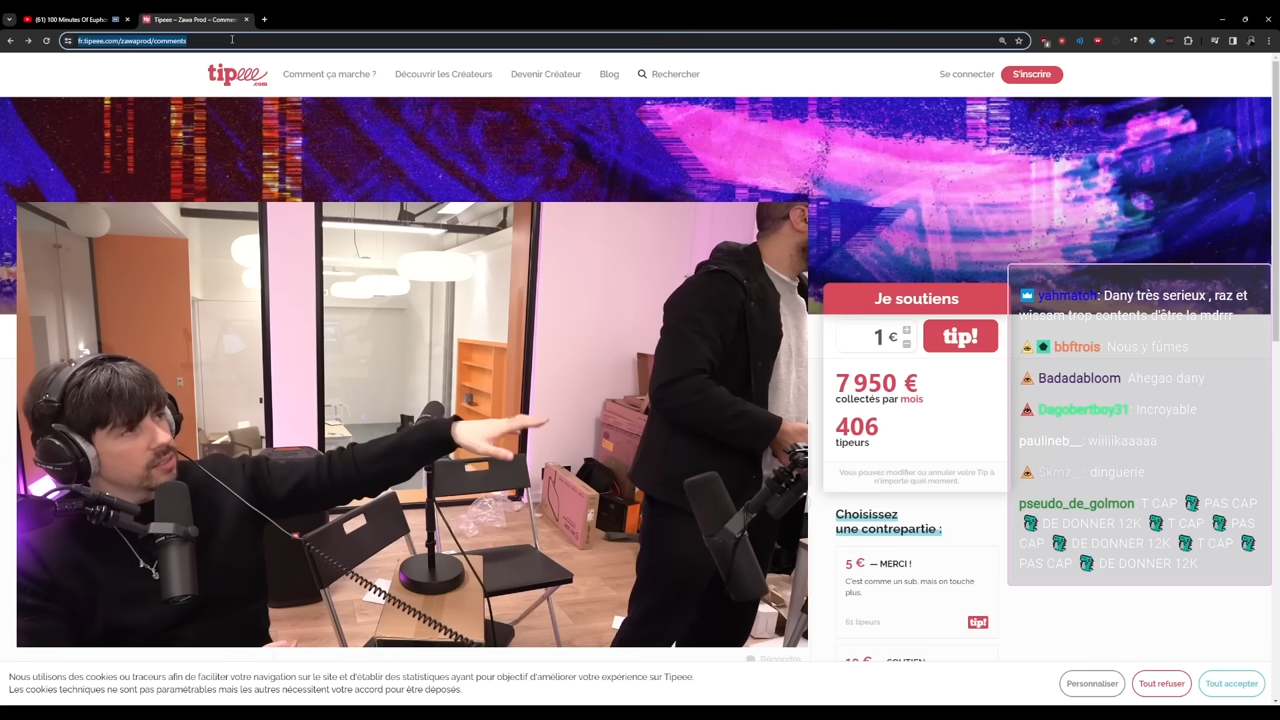 (61) 100 Minutes Of Euphor
Tipeee – Zawa Prod – Commen
fr.tipeee.com/zawaprod/comments
tipeee.com
Comment ça marche ?
Découvrir les Créateurs
Devenir Créateur
Blog
Rechercher
Se connecter
S'inscrire
Je soutiens
1 €
tip!
7 950 €
collectés par mois
406
tipeurs
Vous pouvez modifier ou annuler votre Tip à
n'importe quel moment.
Choisissez
une contrepartie :
5 € — MERCI !
C'est comme un sub, mais on touche
plus.
61 tipeurs
tip!
10 € — SOUTIEN
Répondre
yahmatoh: Dany très serieux , raz et
wissam trop contents d'être la mdrrr
bbftrois Nous y fümes
Badadabloom Ahegao dany
Dagobertboy31 Incroyable
paulineb__: wiiiiikaaaaa
Skmz__: dinguerie
pseudo_de_golmon T CAP PAS CAP
DE DONNER 12K T CAP PAS
CAP DE DONNER 12K T CAP
PAS CAP DE DONNER 12K
Nous utilisons des cookies ou traceurs afin de faciliter votre navigation sur le site et d'établir des statistiques ayant pour objectif d'améliorer votre expérience sur Tipeee.
Les cookies techniques ne sont pas paramétrables mais les autres nécessitent votre accord pour être déposés.
Personnaliser
Tout refuser
Tout accepter